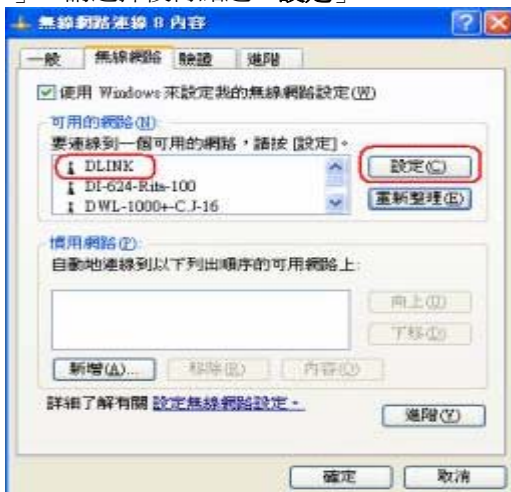 無線網路連線 8 內容
一般 無線網路 驗證 進階
使用 Windows 來設定我的無線網路設定(W)
可用的網路(N):
要連線到一個可用的網路，請按 [設定]。
DLINK
設定(C)
DI-624-Rita-100
DWL-1000+-CJ-16
重新整理(E)
慣用網路(P):
自動地連線到以下列出順序的可用網路上:
向上(U)
下移(D)
新增(A)... 移除(R) 內容(O)
詳細了解有關 設定無線網路設定。
進階(V)
確定 取消